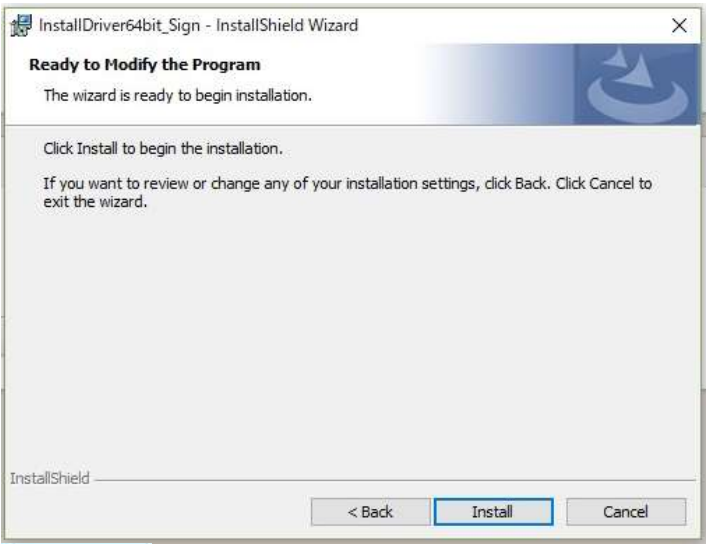 InstallDriver64bit_Sign - InstallShield Wizard
Ready to Modify the Program
The wizard is ready to begin installation.
Click Install to begin the installation.
If you want to review or change any of your installation settings, click Back. Click Cancel to
exit the wizard.
InstallShield
< Back Install Cancel